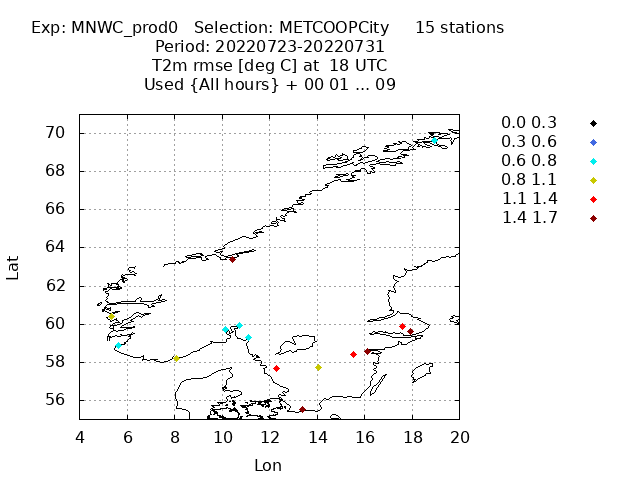 Exp: MNWC_prod0 Selection: METCOOPCity 15 stations
Period: 20220723-20220731
T2m rmse [deg C] at 18 UTC
Used {All hours} + 00 01 ... 09
0.0 0.3
0.3 0.6
0.6 0.8
0.8 1.1
1.1 1.4
1.4 1.7
70
68
66
64
62
60
58
56
Lat
4 6 8 10 12 14 16 18 20
Lon